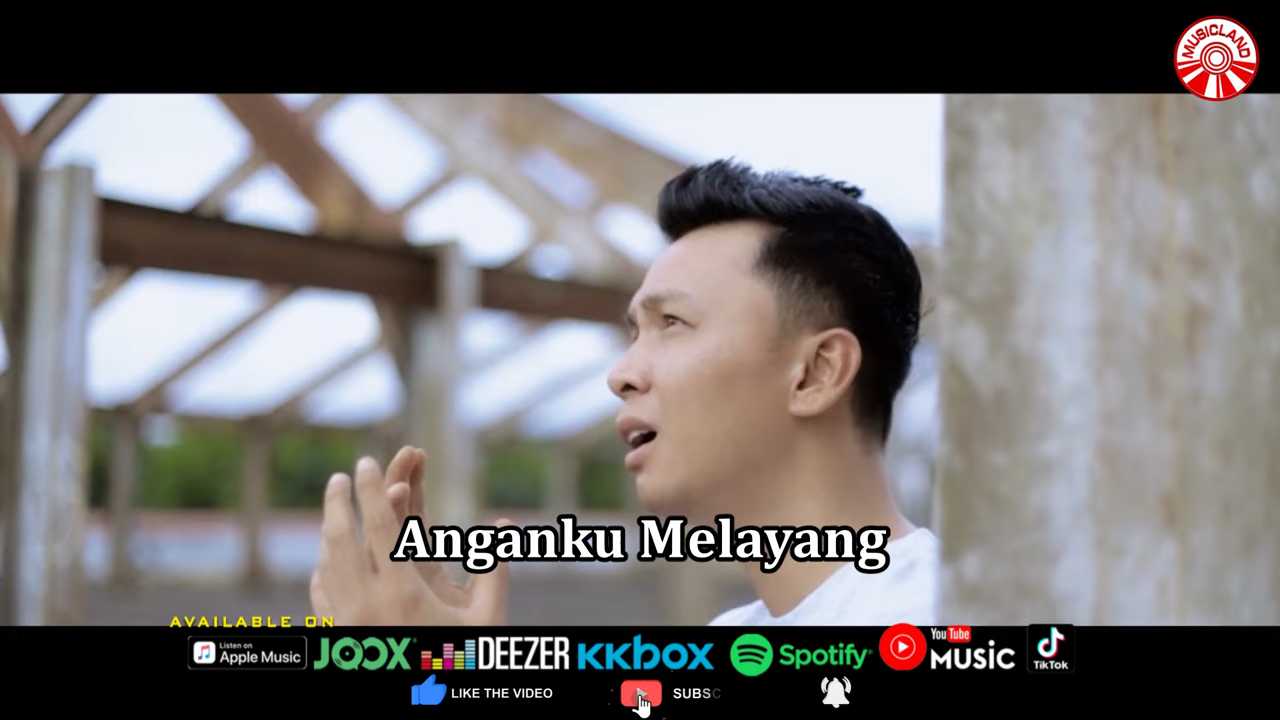 MUSICLAND
Anganku Melayang
AVAILABLE ON
Listen on
Apple Music
JOOX
DEEZER
KKBOX
Spotify
YouTube
MUSIC
TikTok
LIKE THE VIDEO
SUBSC